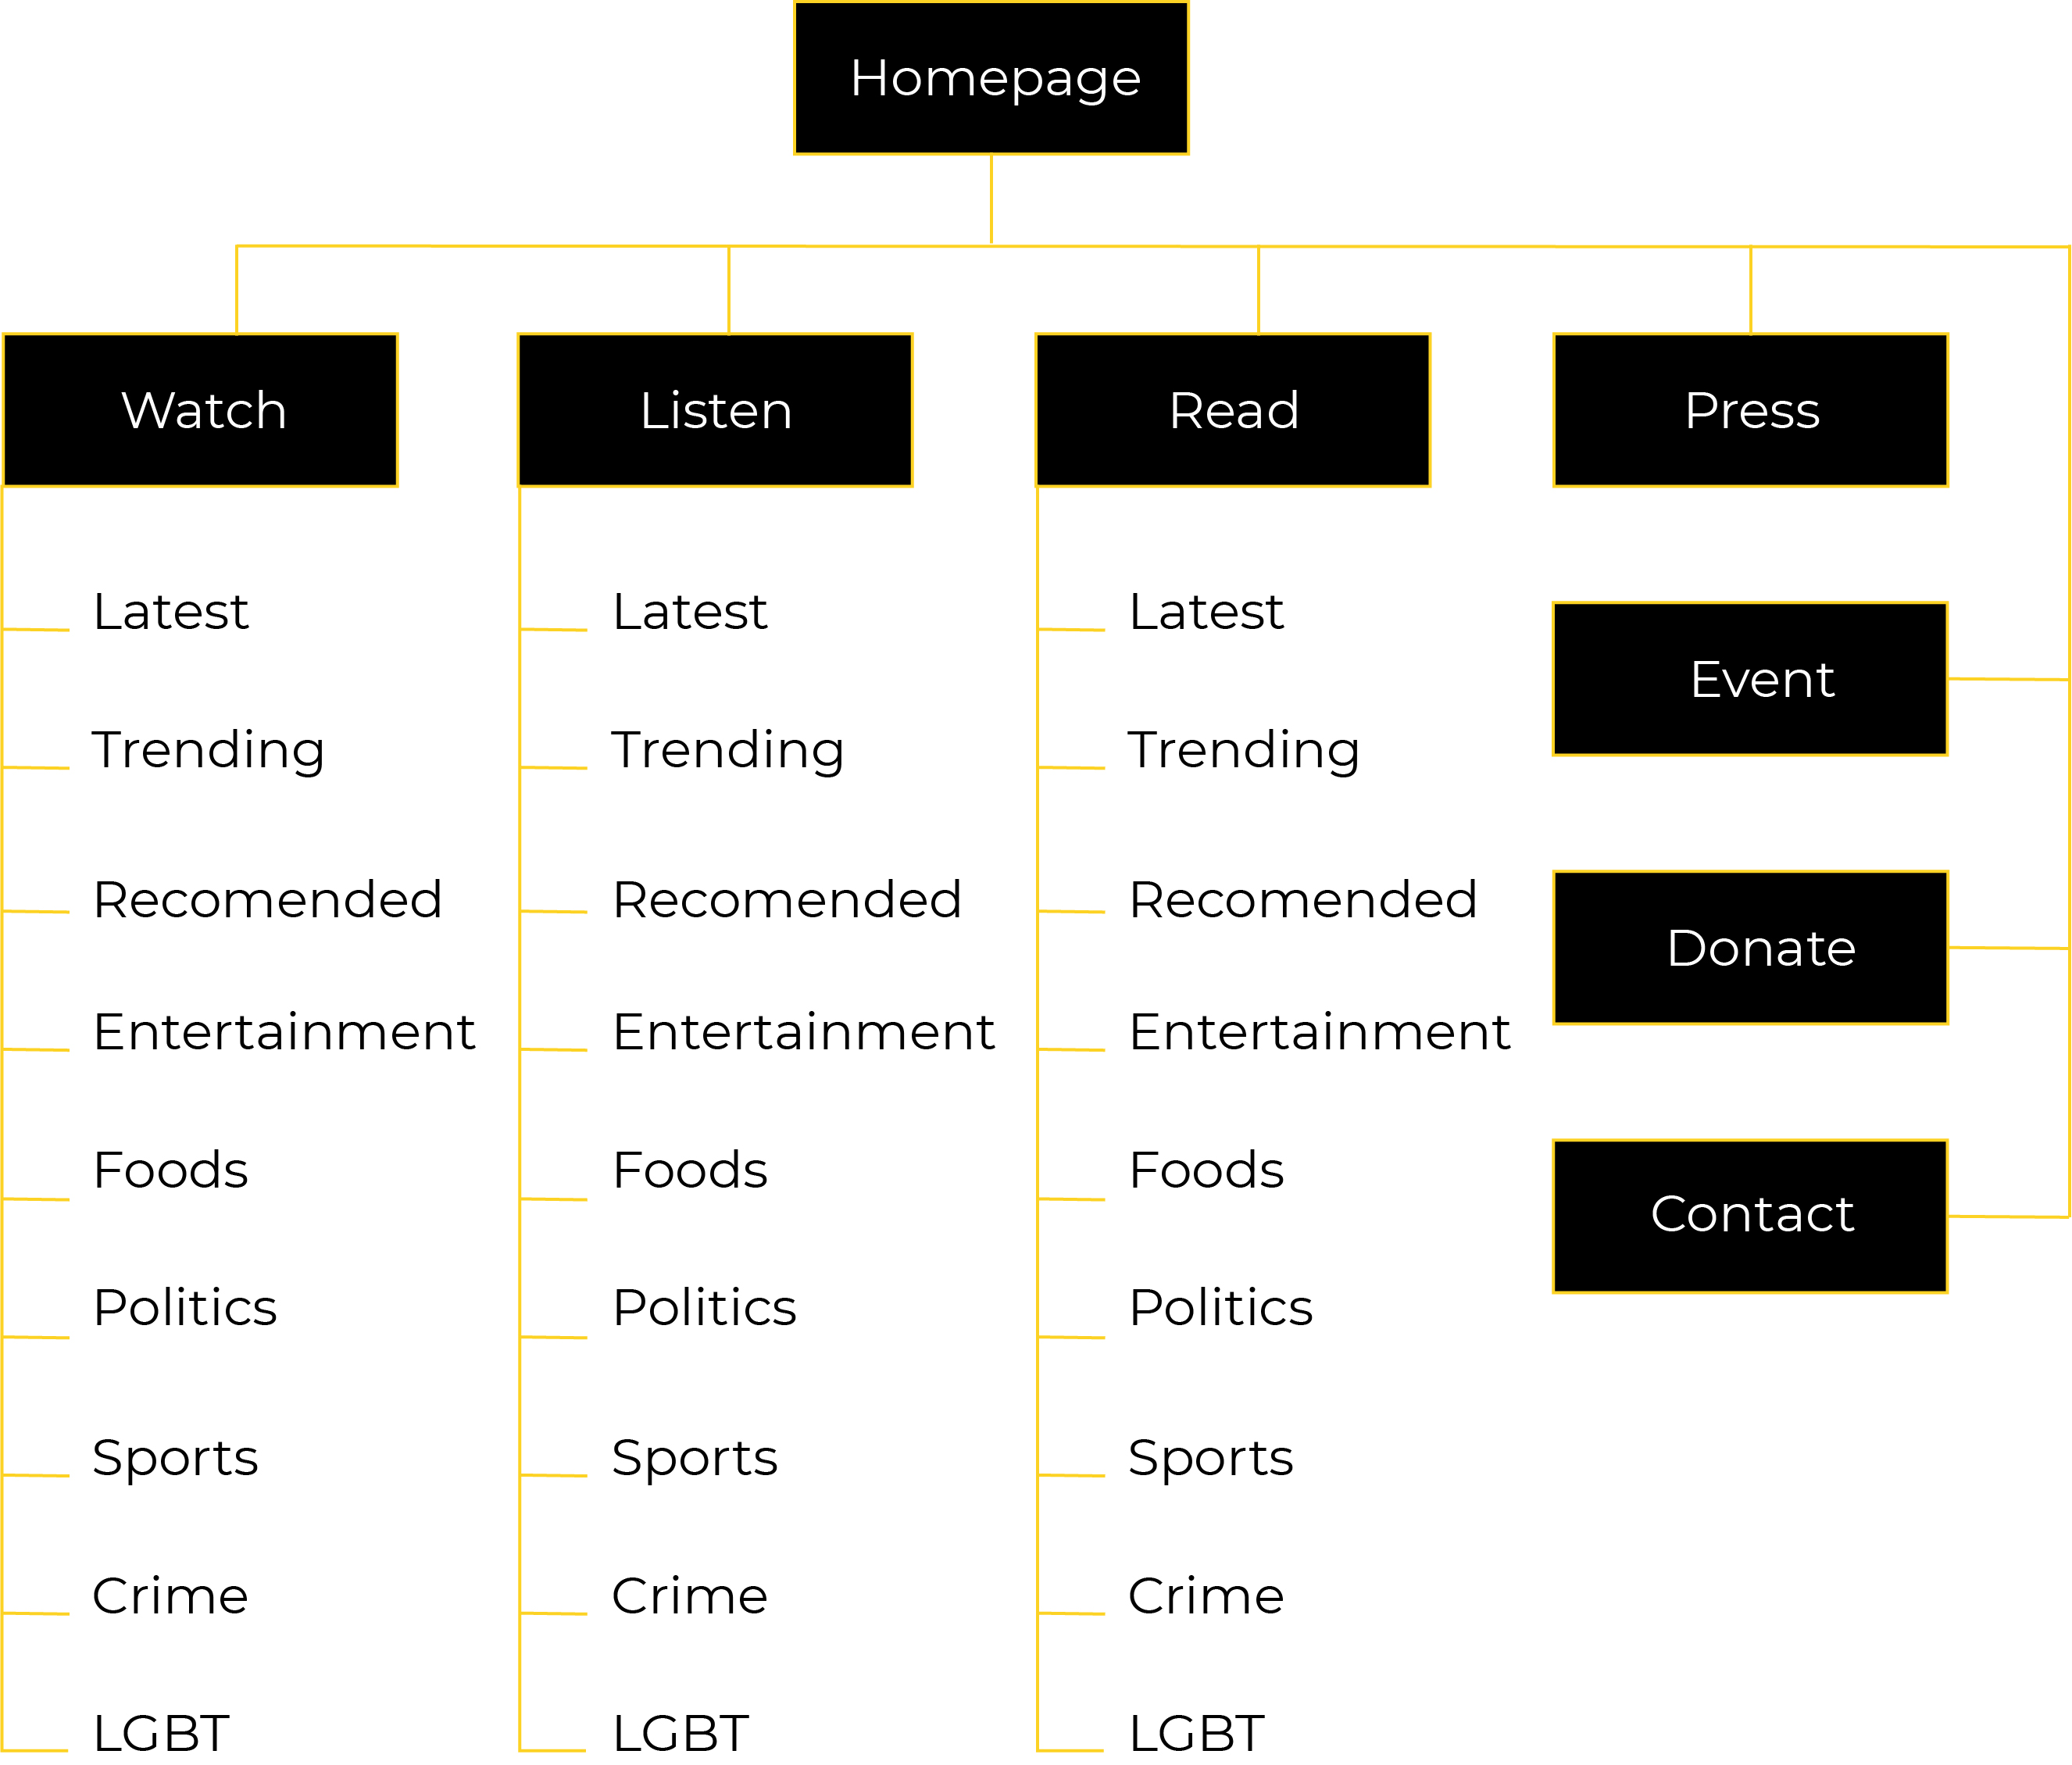 Homepage
Watch
Listen
Read
Press
Latest
Trending
Recomended
Entertainment
Foods
Politics
Sports
Crime
LGBT
Latest
Trending
Recomended
Entertainment
Foods
Politics
Sports
Crime
LGBT
Latest
Trending
Recomended
Entertainment
Foods
Politics
Sports
Crime
LGBT
Event
Donate
Contact